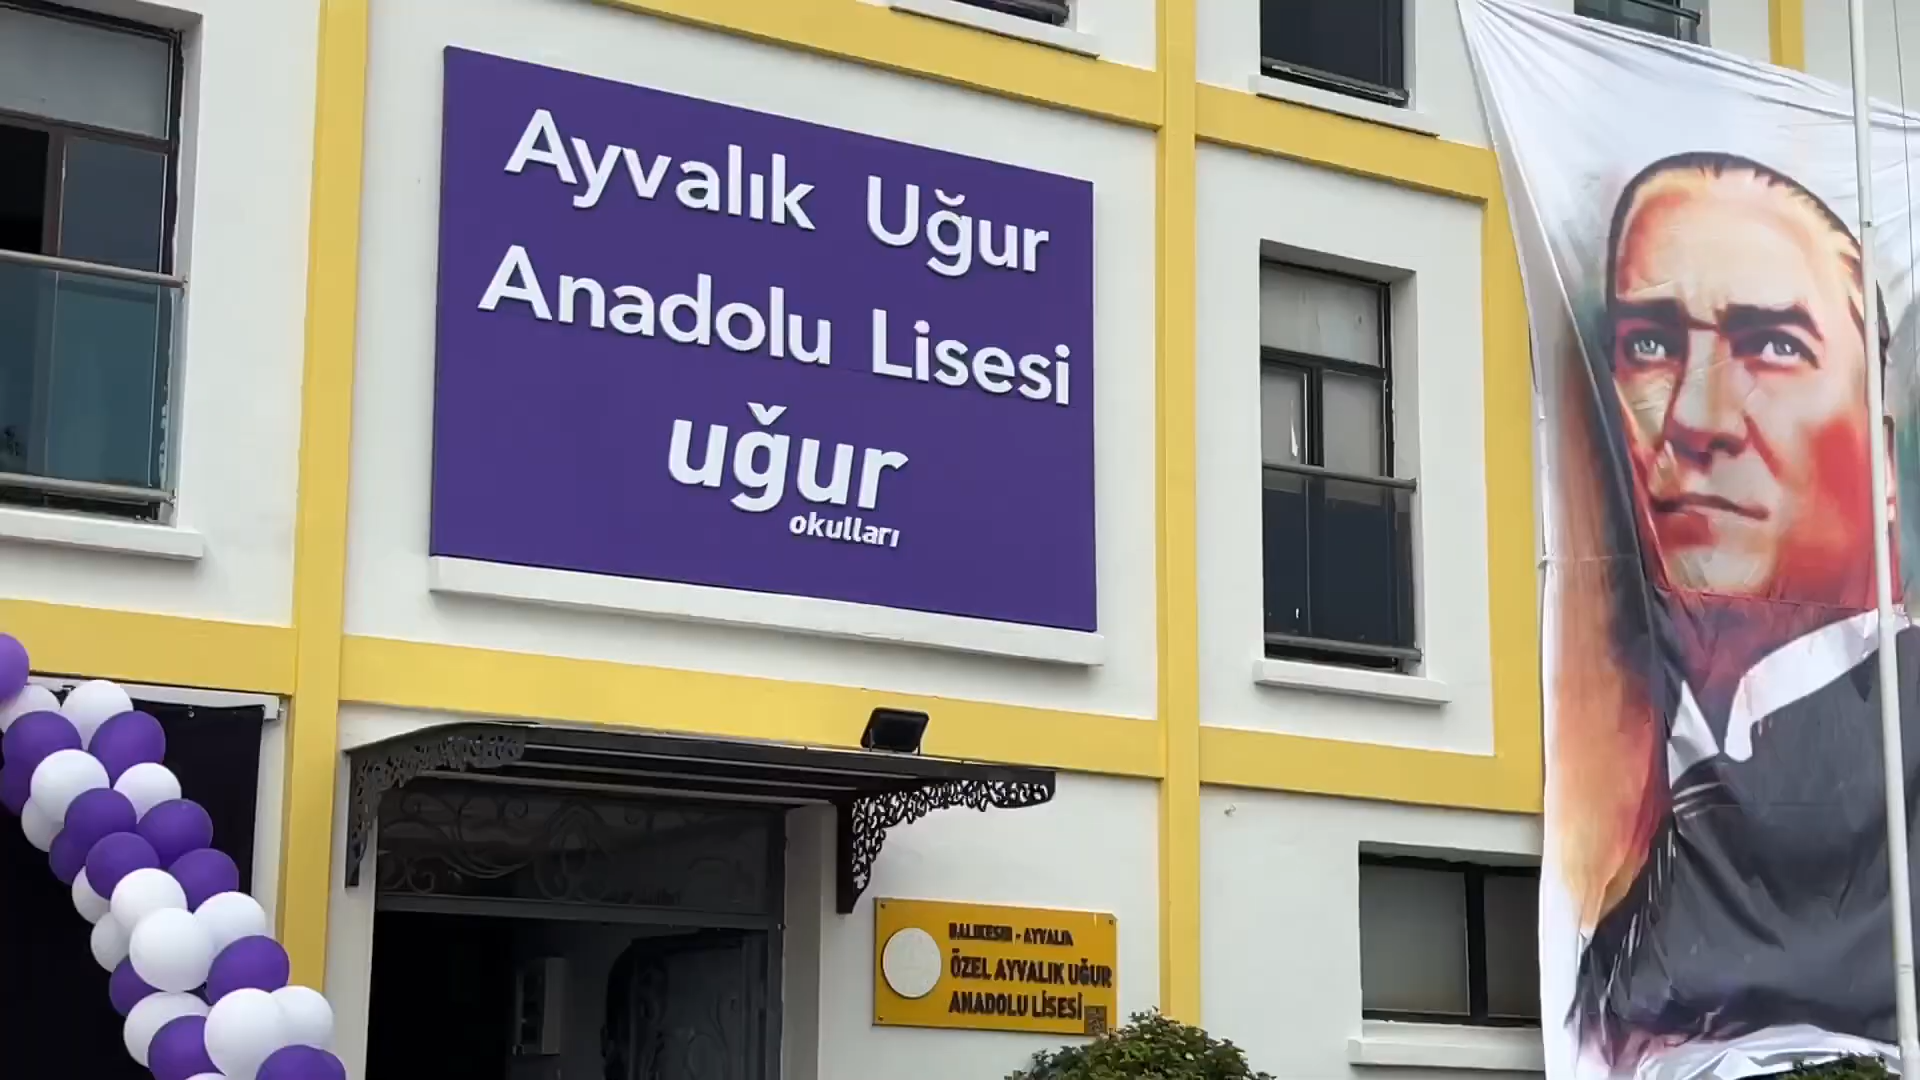 Ayvalık Uğur
Anadolu Lisesi
uğur
okulları
BALIKESİR - AYVALIK
ÖZEL AYVALIK UĞUR
ANADOLU LİSESİ